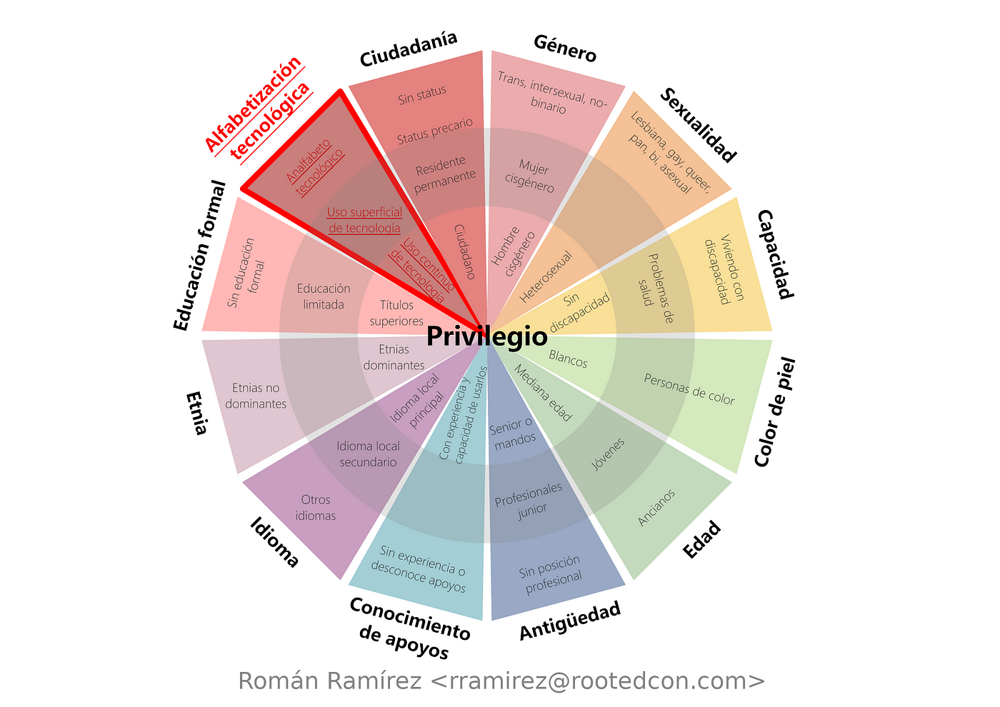 Ciudadanía
Sin status
Status precario
Residente
permanente
Ciudadano
Género
Trans, intersexual, no-
binario
Mujer
cisgénero
Hombre
cisgénero
Sexualidad
Lesbiana, gay, queer,
pan, bi, asexual
Heterosexual
Capacidad
Viviendo con
discapacidad
Problemas de
salud
Sin
discapacidad
Color de piel
Personas de color
Blancos
Edad
Ancianos
Jóvenes
Mediana edad
Antigüedad
Sin posición
profesional
Profesionales
junior
Senior o
mandos
Conocimiento
de apoyos
Sin experiencia o
desconoce apoyos
Con experiencia y
capacidad de usarlos
Idioma
Otros
idiomas
Idioma local
secundario
Idioma local
principal
Etnia
Etnias no
dominantes
Etnias
dominantes
Educación formal
Sin educación
formal
Educación
limitada
Títulos
superiores
Alfabetización
tecnológica
Analfabeto
tecnológico
Uso superficial
de tecnología
Uso continuo
de tecnología
Privilegio
Román Ramírez <rramirez@rootedcon.com>